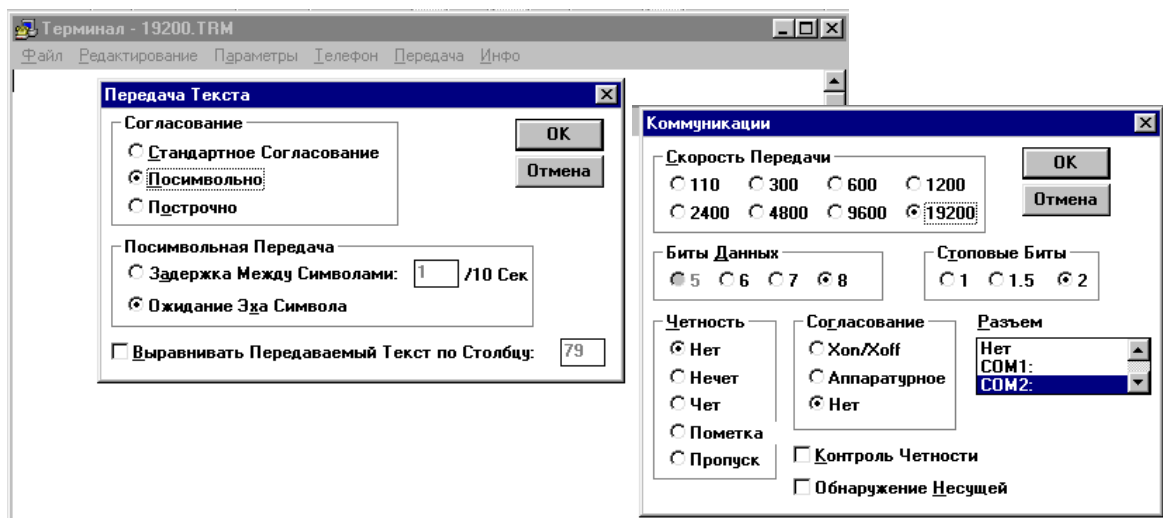 Терминал - 19200.TRM
Файл Редактирование Параметры Телефон Передача Инфо
Передача Текста
Согласование
Стандартное Согласование
Посимвольно
Построчно
OK
Отмена
Посимвольная Передача
Задержка Между Символами: 1 /10 Сек
Ожидание Эха Символа
Выравнивать Передаваемый Текст по Столбцу: 79
Коммуникации
Скорость Передачи
110 300 600 1200
2400 4800 9600 19200
OK
Отмена
Биты Данных
5 6 7 8
Стоповые Биты
1 1.5 2
Четность
Нет
Нечет
Чет
Пометка
Пропуск
Согласование
Xon/Xoff
Аппаратурное
Нет
Разъем
Нет
COM1:
COM2:
Контроль Четности
Обнаружение Несущей